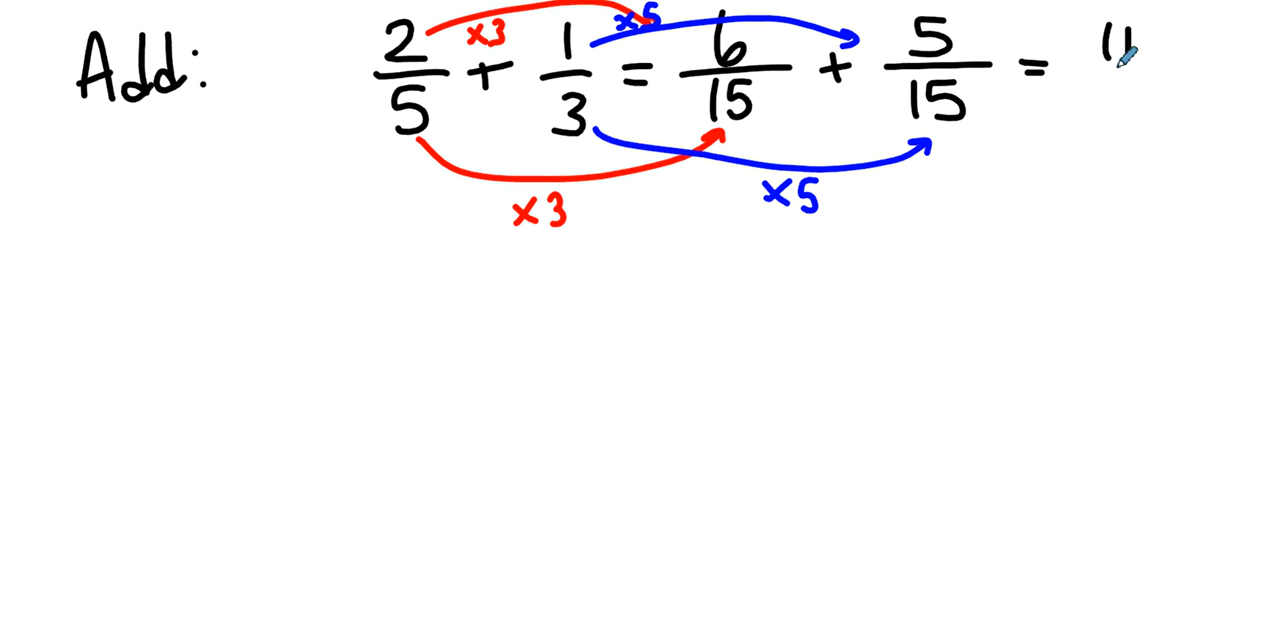 ×3 ×5
Add: 2/5 + 1/3 = 6/15 + 5/15 = 11
×3 ×5